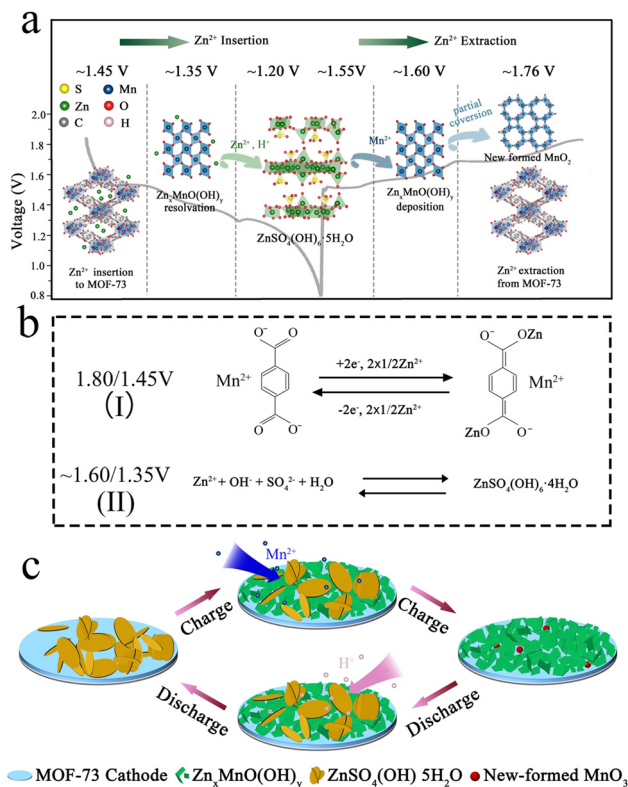 a
Zn²⁺ Insertion
Zn²⁺ Extraction
~1.45 V
~1.35 V
~1.20 V
~1.55V
~1.60 V
~1.76 V
S
Mn
Zn
O
C
H
Voltage (V)
2.0
1.8
1.6
1.4
1.2
1.0
0.8
Zn²⁺ insertion
to MOF-73
ZnₓMnO(OH)ᵧ
resolvation
Zn²⁺, H⁺
ZnSO₄(OH)₆·5H₂O
Mn²⁺
ZnₓMnO(OH)ᵧ
deposition
partial
coversion
New formed MnO₂
Zn²⁺ extraction
from MOF-73
b
1.80/1.45V
(I)
Mn²⁺
O⁻
O
O
O⁻
+2e⁻, 2x1/2Zn²⁺
-2e⁻, 2x1/2Zn²⁺
O⁻
OZn
Mn²⁺
ZnO
O⁻
~1.60/1.35V
(II)
Zn²⁺ + OH⁻ + SO₄²⁻ + H₂O
ZnSO₄(OH)₆·4H₂O
c
Mn²⁺
Charge
Charge
H⁺
Discharge
Discharge
MOF-73 Cathode
ZnₓMnO(OH)ᵧ
ZnSO₄(OH) 5H₂O
New-formed MnO₃